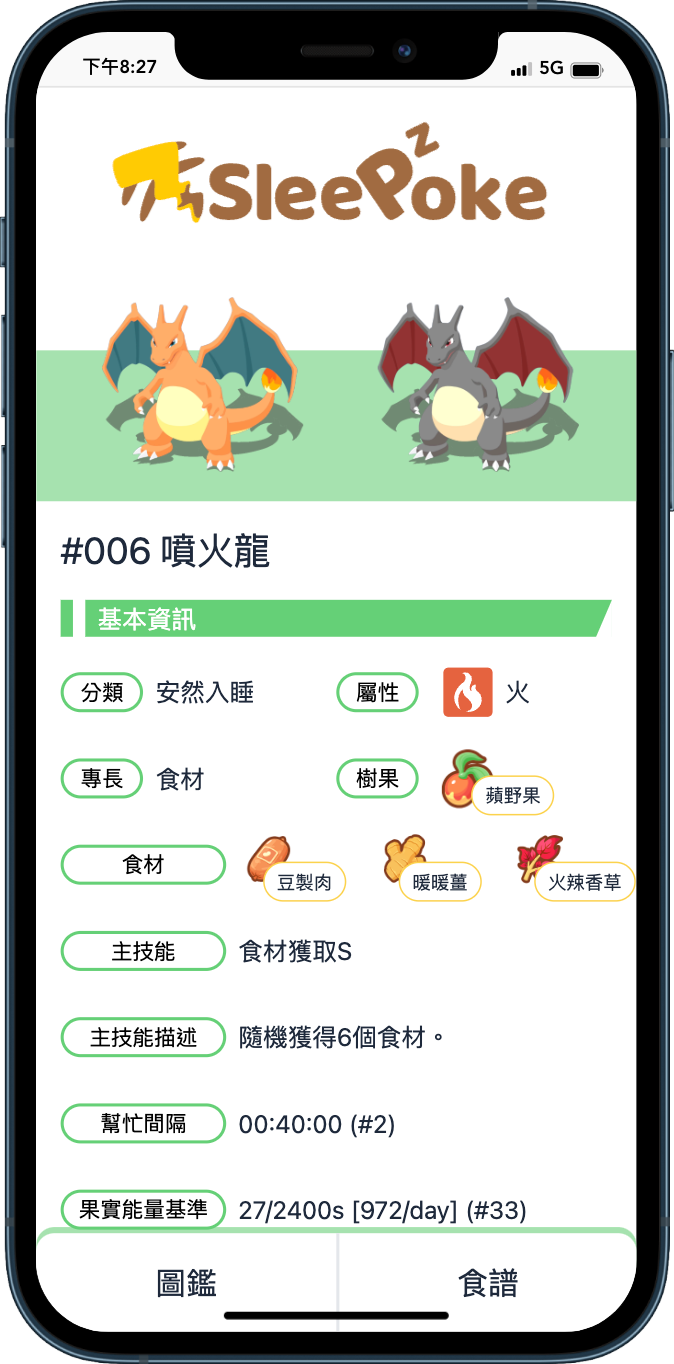 下午8:27 5G
SleePoke
z
#006 噴火龍
基本資訊
分類 安然入睡 屬性 火
專長 食材 樹果 蘋野果
食材 豆製肉 暖暖薑 火辣香草
主技能 食材獲取S
主技能描述 隨機獲得6個食材。
幫忙間隔 00:40:00 (#2)
果實能量基準 27/2400s [972/day] (#33)
圖鑑 食譜